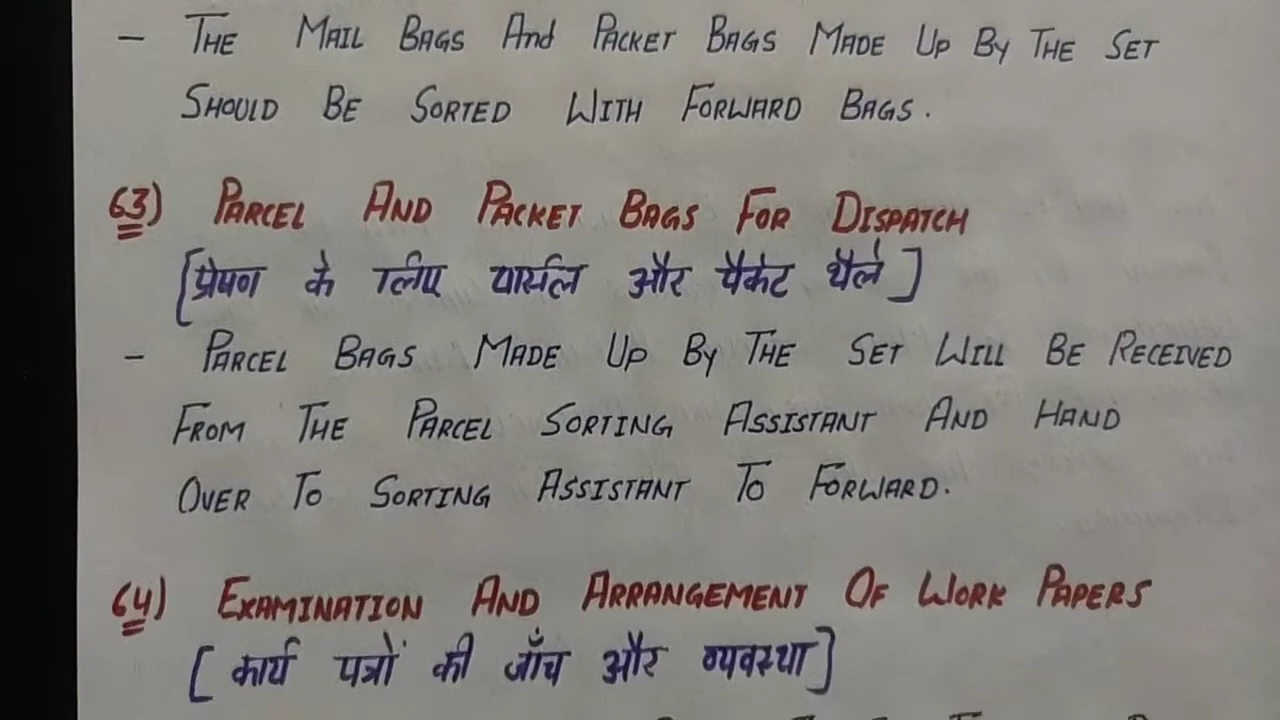 - THE MAIL BAGS And PACKET BAGS MADE UP BY THE SET
SHOULD BE SORTED WITH FORWARD BAGS.
63) PARCEL AND PACKET BAGS FOR DISPATCH
[प्रेषण के लिए पार्सल और पैकेट थैले]
- PARCEL BAGS MADE UP BY THE SET WILL BE RECEIVED
FROM THE PARCEL SORTING ASSISTANT AND HAND
OVER TO SORTING ASSISTANT TO FORWARD.
64) EXAMINATION AND ARRANGEMENT OF WORK PAPERS
[कार्य पत्रों की जाँच और व्यवस्था]